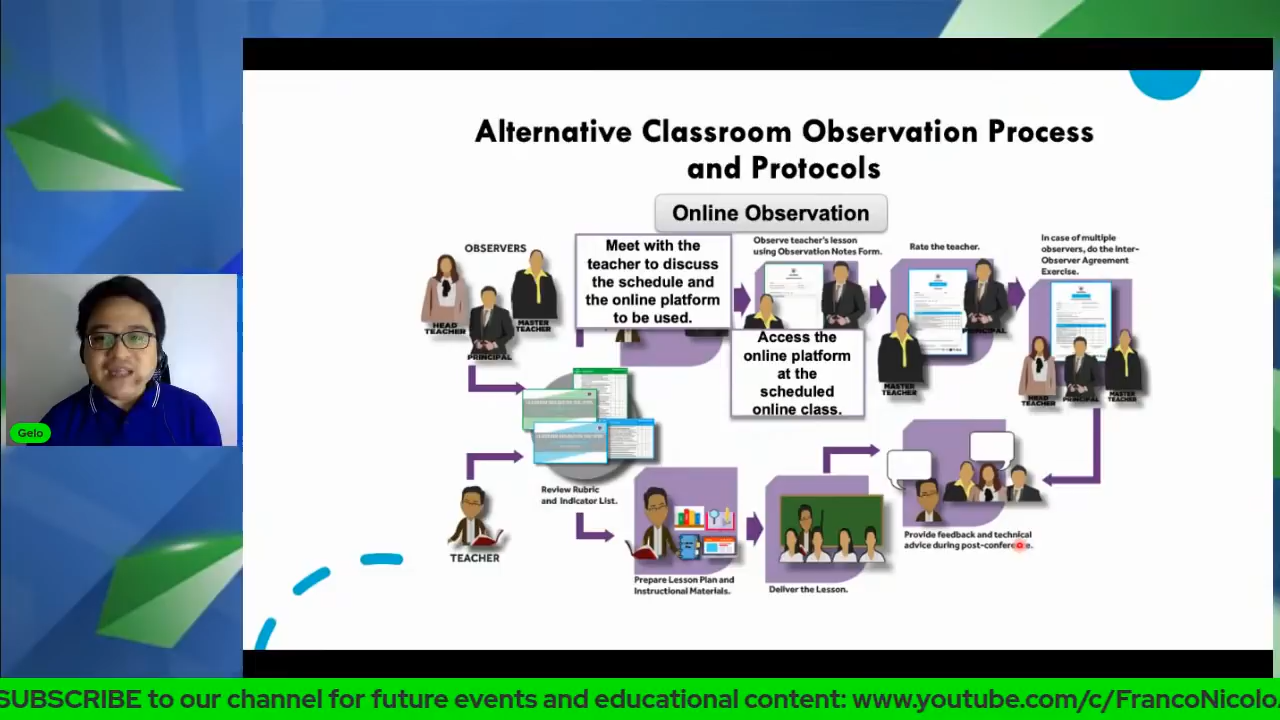 Alternative Classroom Observation Process
and Protocols
Online Observation
OBSERVERS
HEAD
TEACHER
PRINCIPAL
MASTER
TEACHER
Meet with the
teacher to discuss
the schedule and
the online platform
to be used.
Observe teacher's lesson
using Observation Notes Form.
Access the
online platform
at the
scheduled
online class.
Rate the teacher.
PRINCIPAL
MASTER
TEACHER
In case of multiple
observers, do the Inter-
Observer Agreement
Exercise.
HEAD
TEACHER
PRINCIPAL
MASTER
TEACHER
Review Rubric
and Indicator List.
TEACHER
Prepare Lesson Plan and
Instructional Materials.
Deliver the Lesson.
Provide feedback and technical
advice during post-conference.
Gelo
SUBSCRIBE to our channel for future events and educational content: www.youtube.com/c/FrancoNicolo